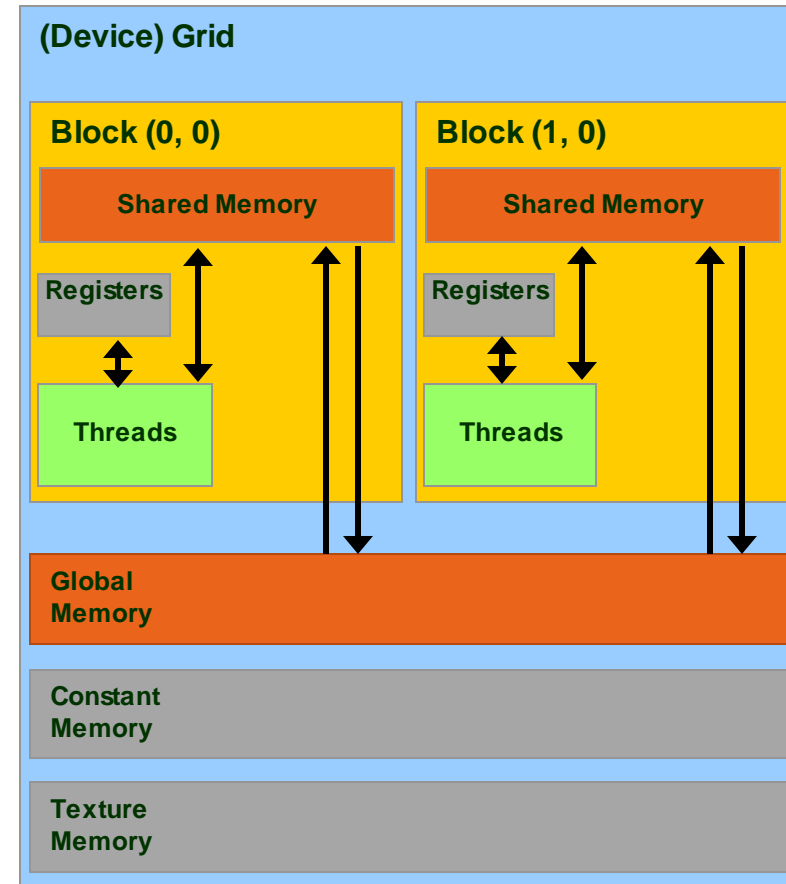 (Device) Grid
Block (0, 0)
Shared Memory
Registers
Threads
Block (1, 0)
Shared Memory
Registers
Threads
Global
Memory
Constant
Memory
Texture
Memory